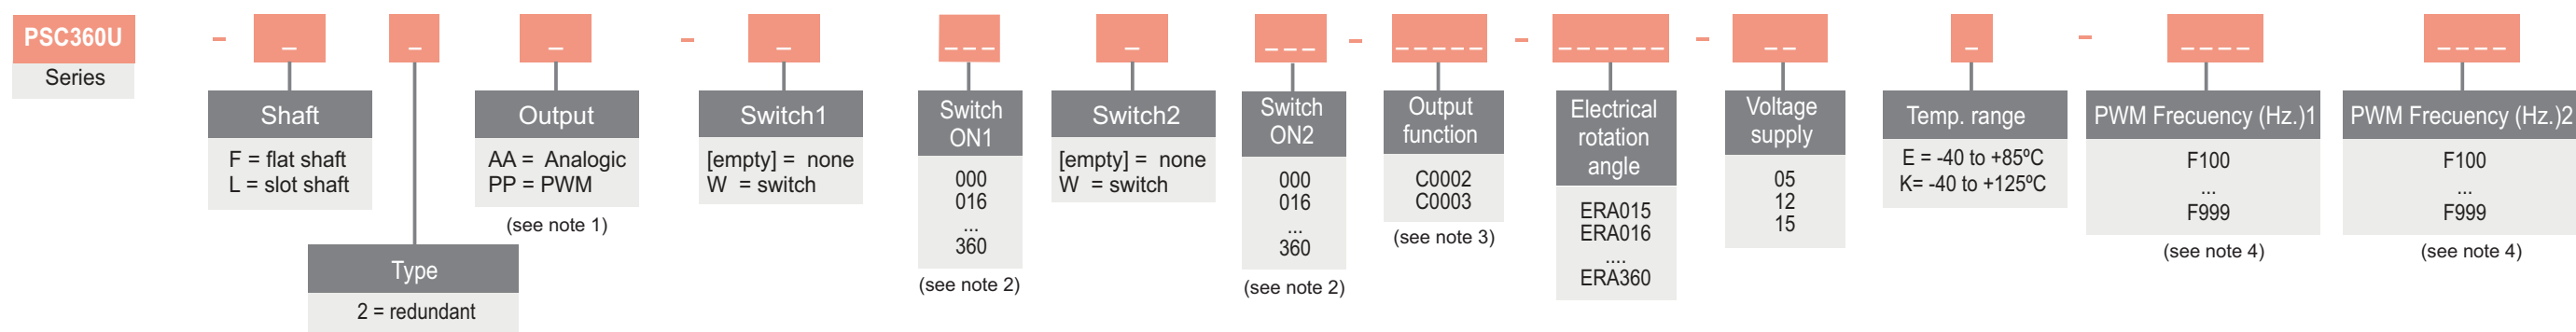 PSC360U - _ _ _ - _ _ _ _ _ _ _ _ - _ _ _ _ _ - _ _ _ _ _ _ - _ _ _ - _ _ _ _ _ _ _ _
Series
Shaft
F = flat shaft
L = slot shaft
Type
2 = redundant
Output
AA = Analogic
PP = PWM
(see note 1)
Switch1
[empty] = none
W = switch
Switch
ON1
000
016
...
360
(see note 2)
Switch2
[empty] = none
W = switch
Switch
ON2
000
016
...
360
(see note 2)
Output
function
C0002
C0003
(see note 3)
Electrical
rotation
angle
ERA015
ERA016
....
ERA360
Voltage
supply
05
12
15
Temp. range
E = -40 to +85ºC
K= -40 to +125ºC
PWM Frecuency (Hz.)1
F100
...
F999
(see note 4)
PWM Frecuency (Hz.)2
F100
...
F999
(see note 4)